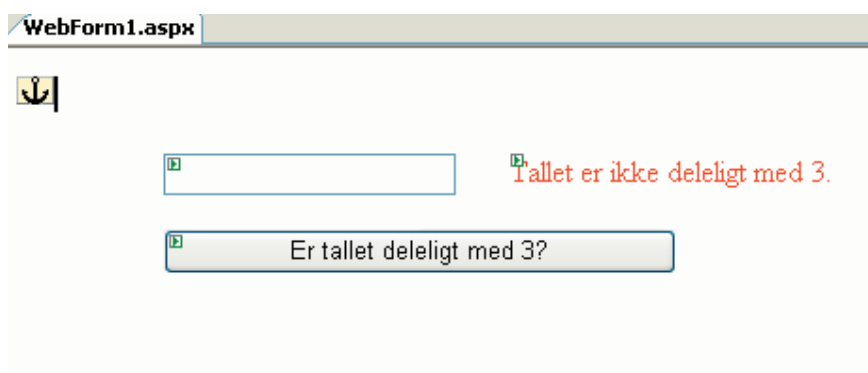 WebForm1.aspx
Tallet er ikke deleligt med 3.
Er tallet deleligt med 3?